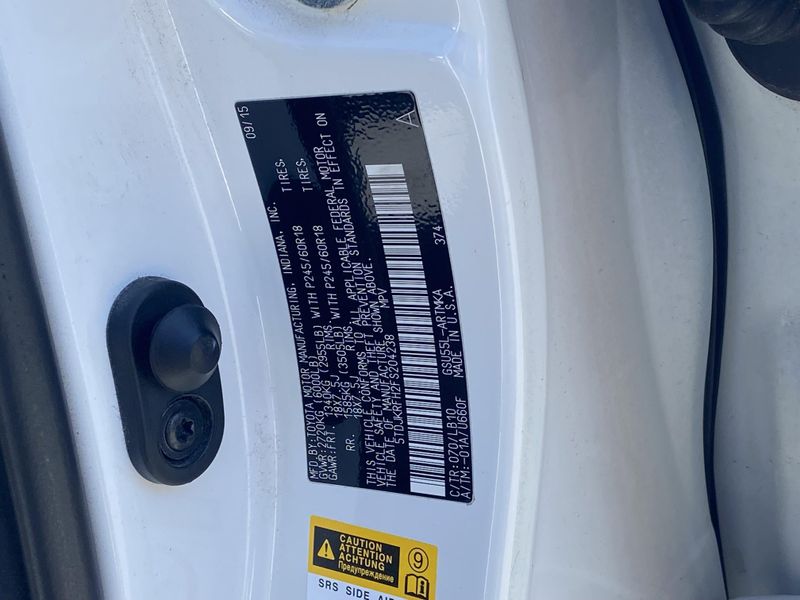 MFD.BY:TOYOTA MOTOR MANUFACTURING, INDIANA, INC. 09/15
GVWR:2720KG (6000LB)
GAWR:FRT. 1340KG (2955LB) WITH P245/60R18 TIRES,
18X7.5J RIMS.
RR. 1585KG (3505LB) WITH P245/60R18 TIRES,
18X7.5J RIMS.
THIS VEHICLE CONFORMS TO ALL APPLICABLE FEDERAL MOTOR
VEHICLE SAFETY AND THEFT PREVENTION STANDARDS IN EFFECT ON
THE DATE OF MANUFACTURE SHOWN ABOVE.
5TDJKRFH2FS204238 MPV A
C/TR:070/LB10 GSU55L-ARTMKA 374
A/TM:-01A/U660F MADE IN U.S.A.
CAUTION
ATTENTION
ACHTUNG
Предупреждение
9
SRS SIDE